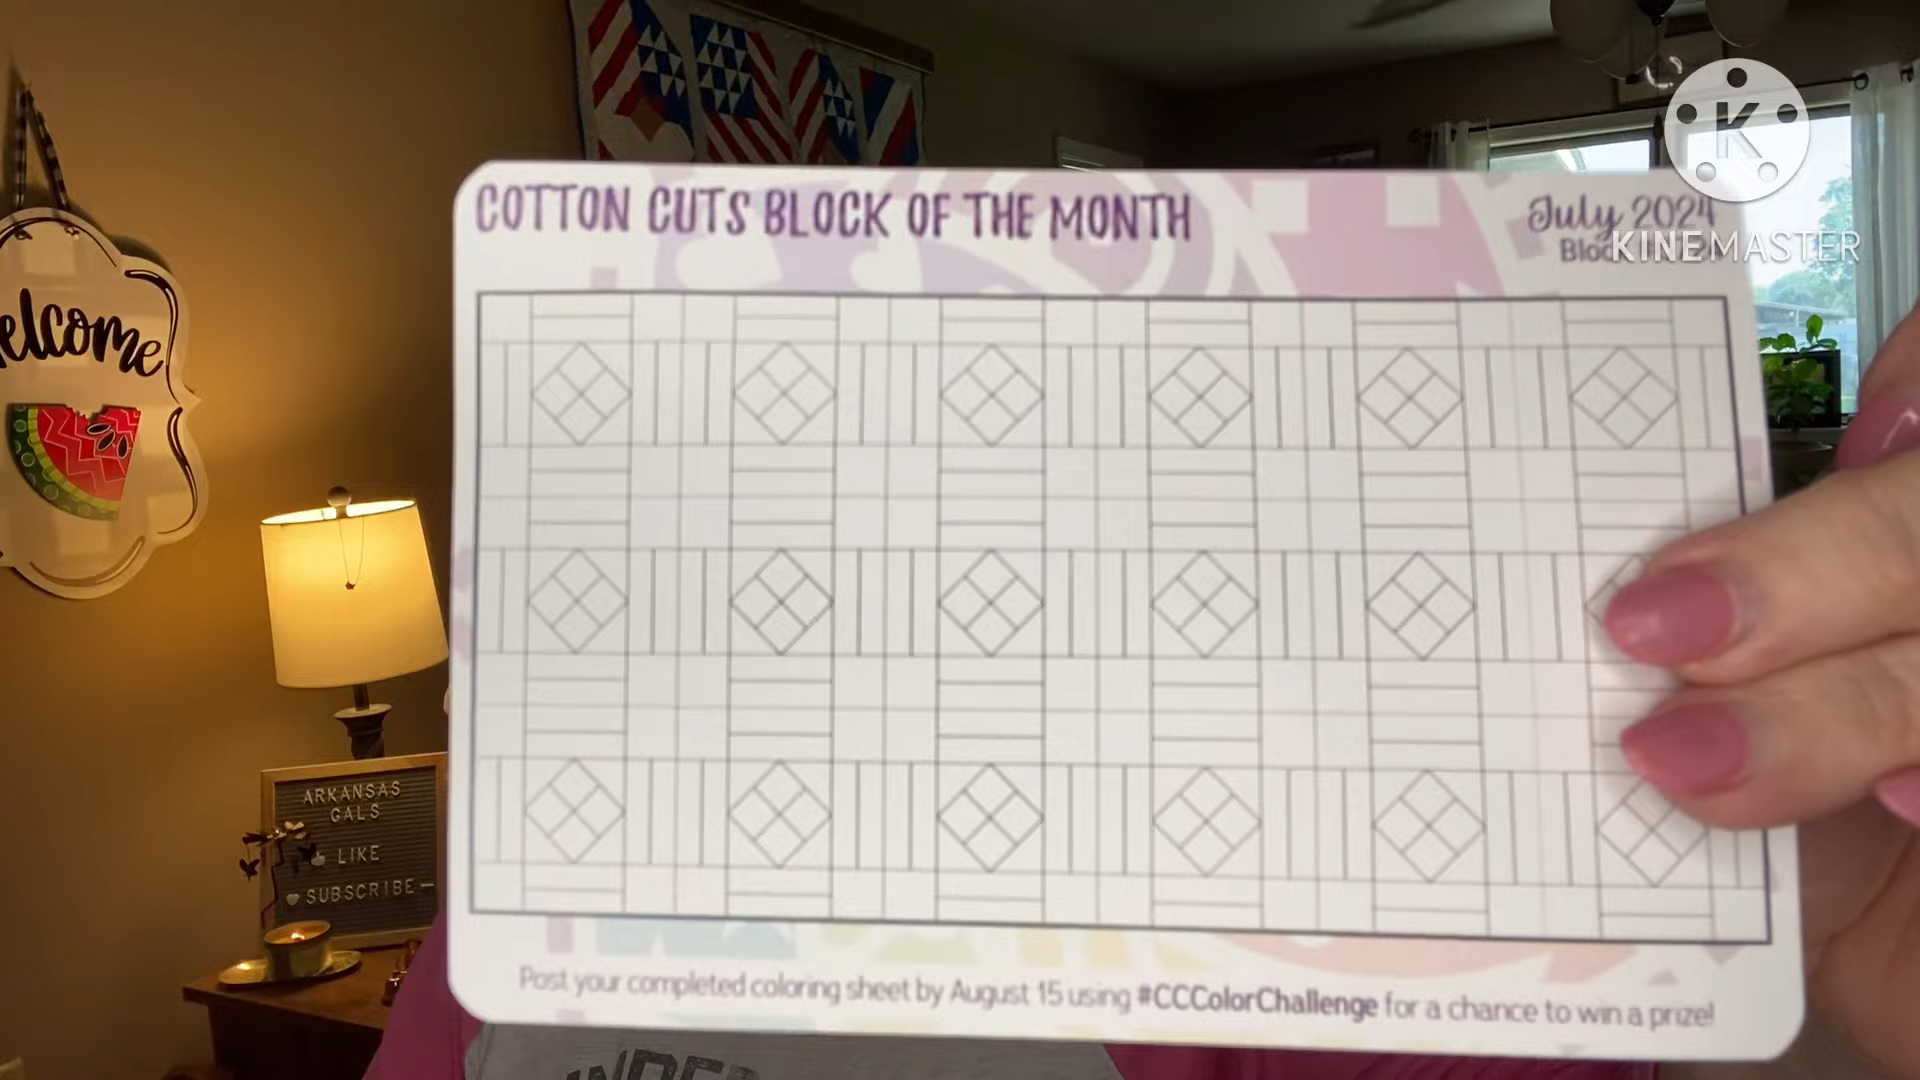 COTTON CUTS BLOCK OF THE MONTH
July 2024
K
KINEMASTER
elcome
ARKANSAS
GALS
LIKE
SUBSCRIBE
Post your completed coloring sheet by August 15 using #CCColorChallenge for a chance to win a prize!